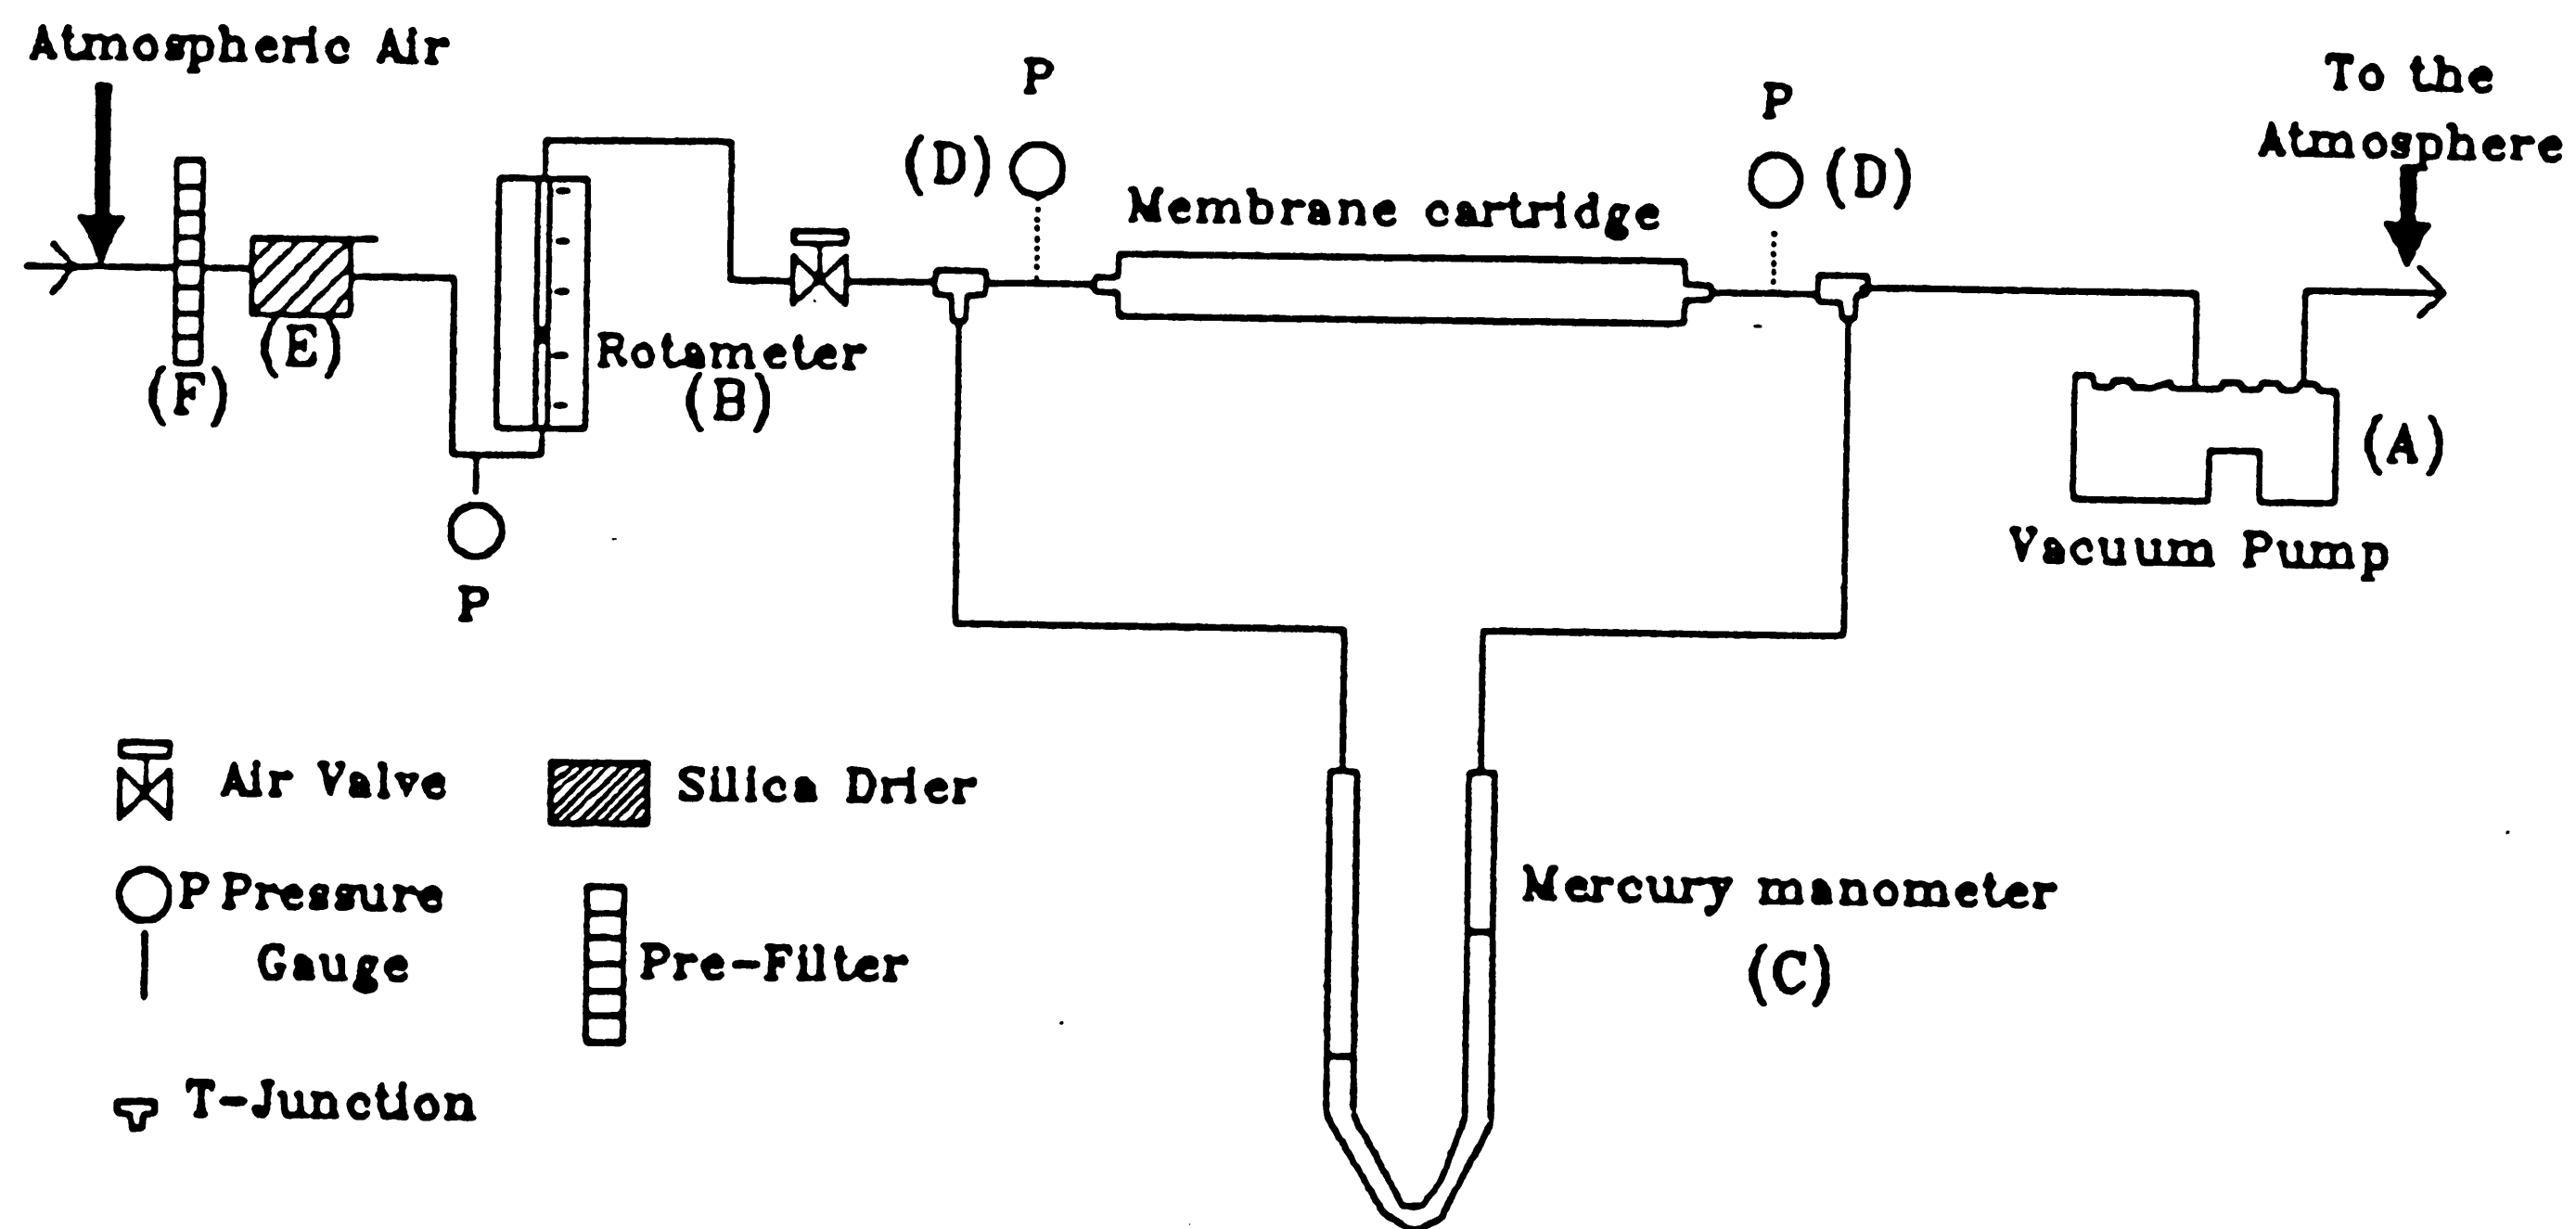 Atmospheric Air
P
P
To the
Atmosphere
(D)
(D)
Membrane cartridge
(E)
(F)
Rotameter
(B)
(A)
Vacuum Pump
P
Air Valve
Silica Drier
Mercury manometer
(C)
P Pressure
Gauge
Pre-Filter
T-Junction